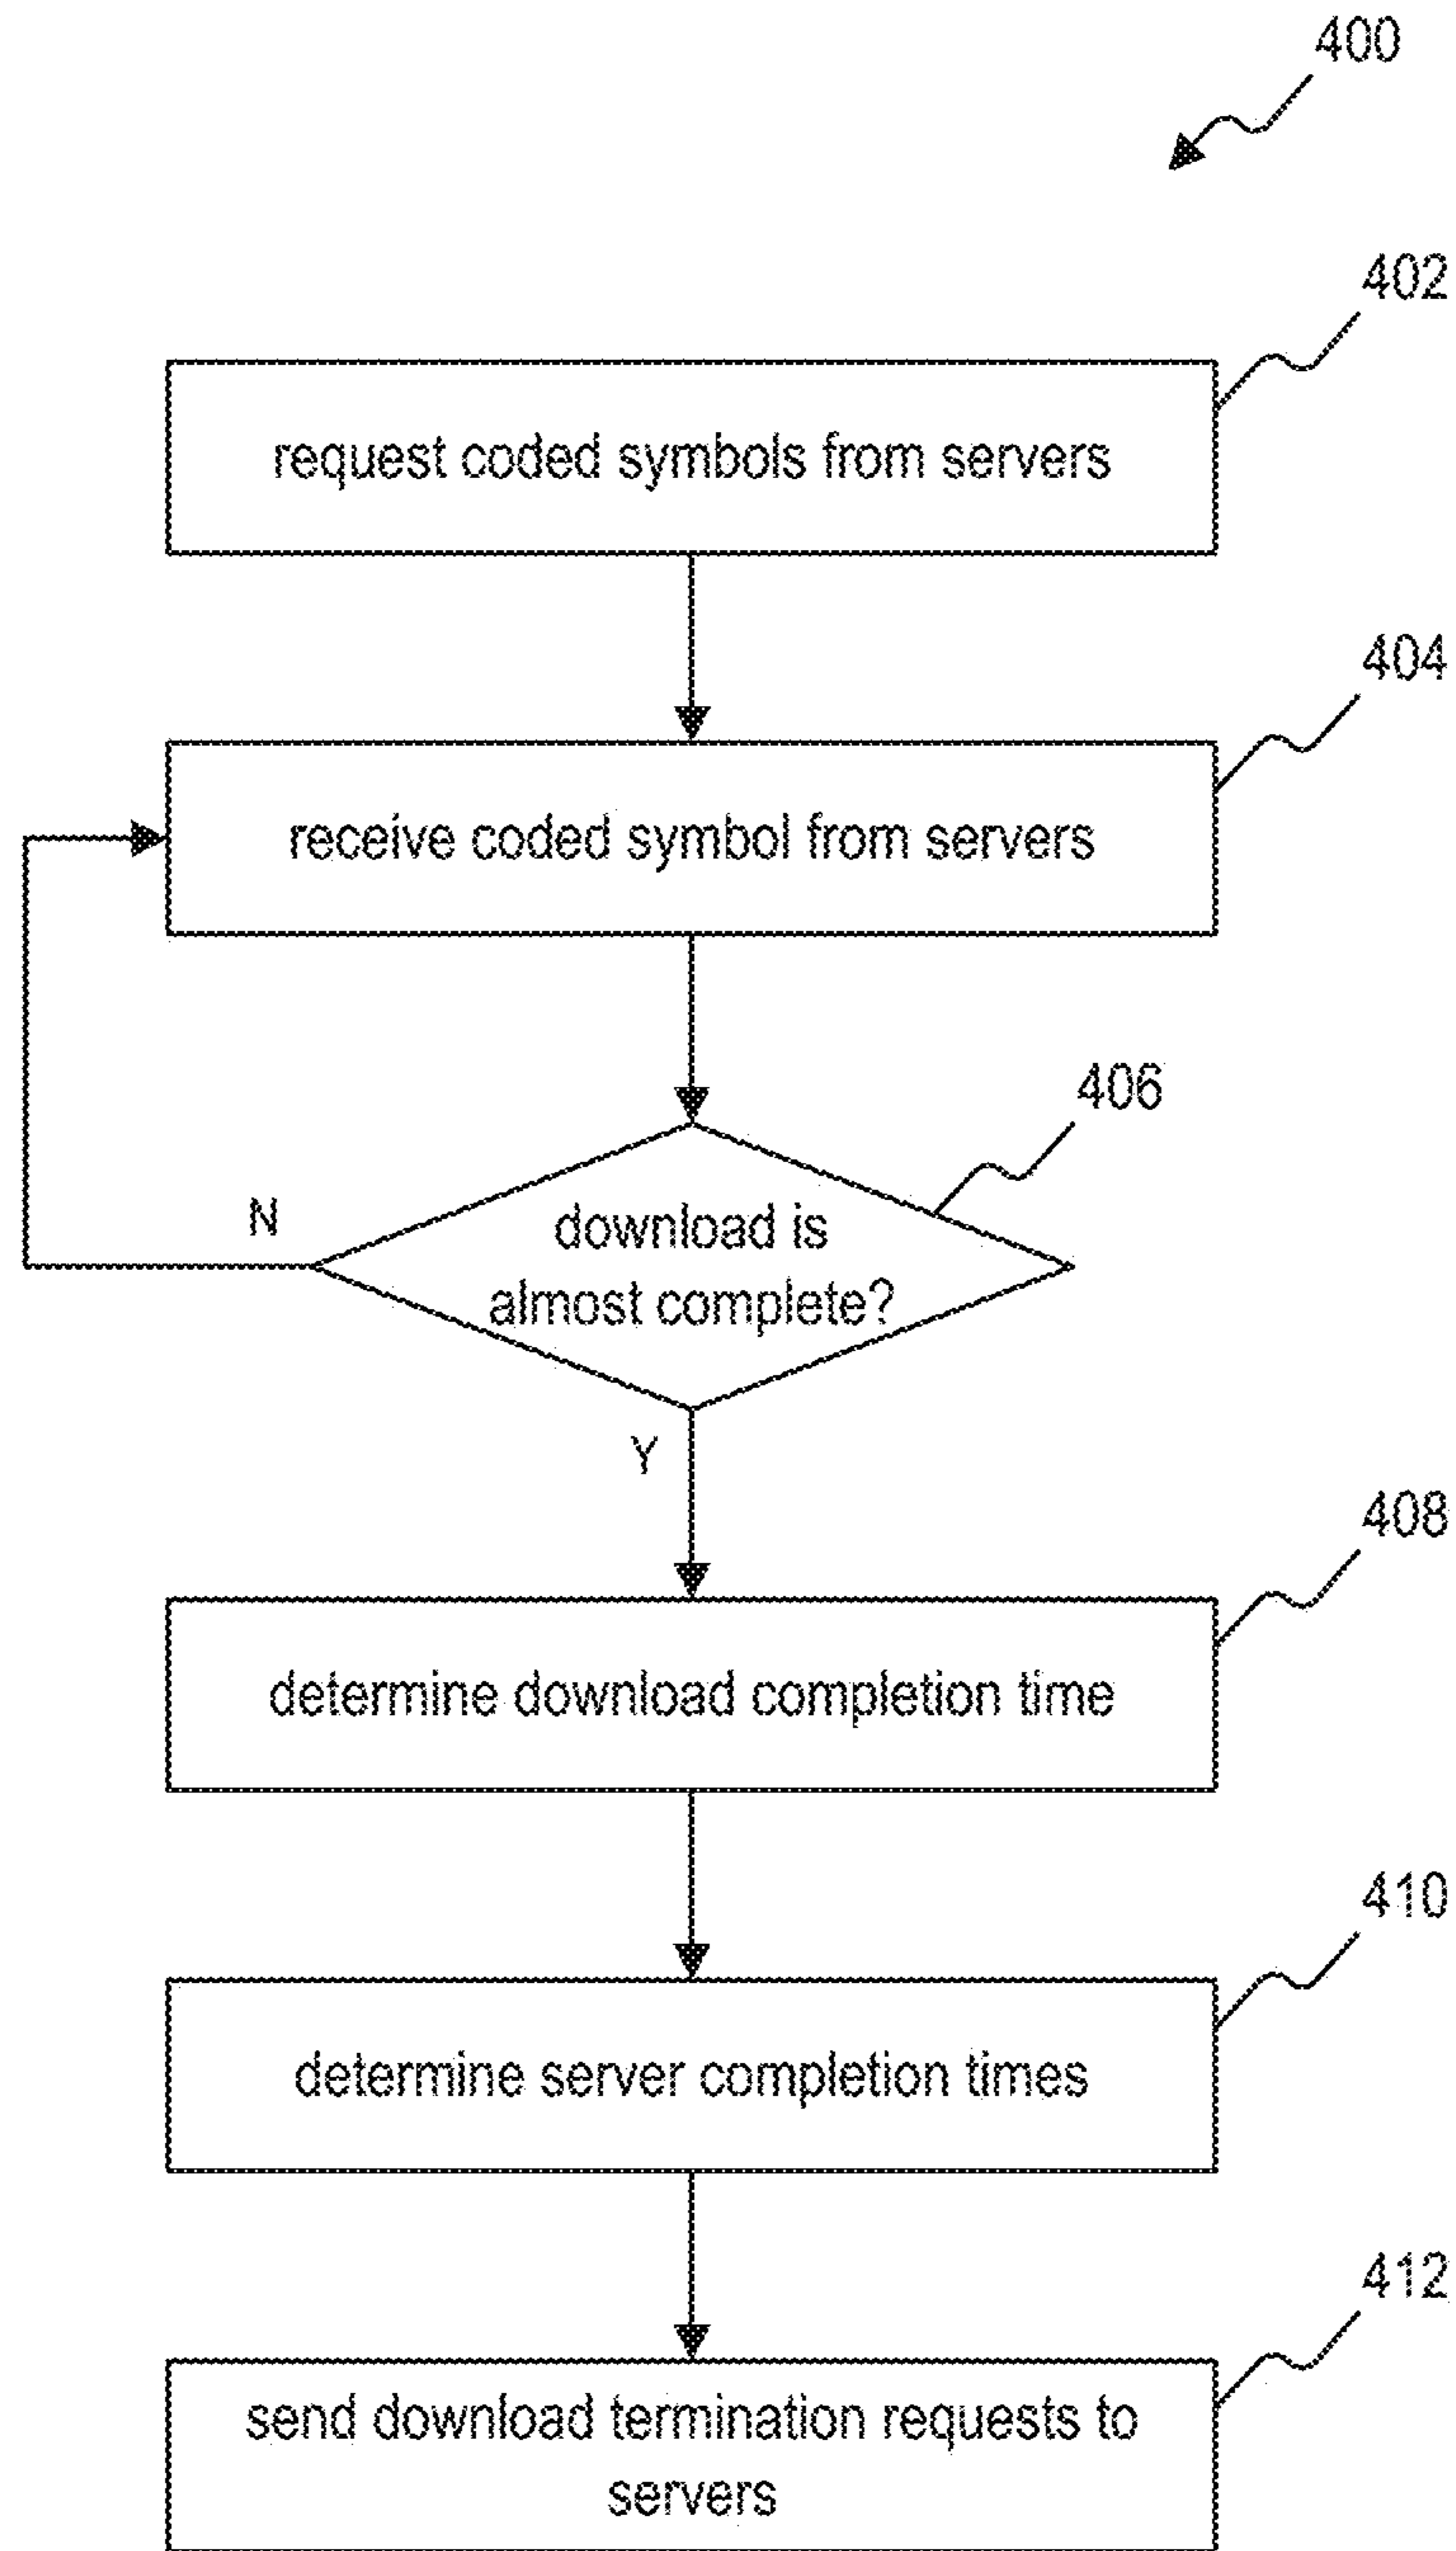 400
402
request coded symbols from servers
404
receive coded symbol from servers
406
download is
almost complete?
N
Y
408
determine download completion time
410
determine server completion times
412
send download termination requests to
servers